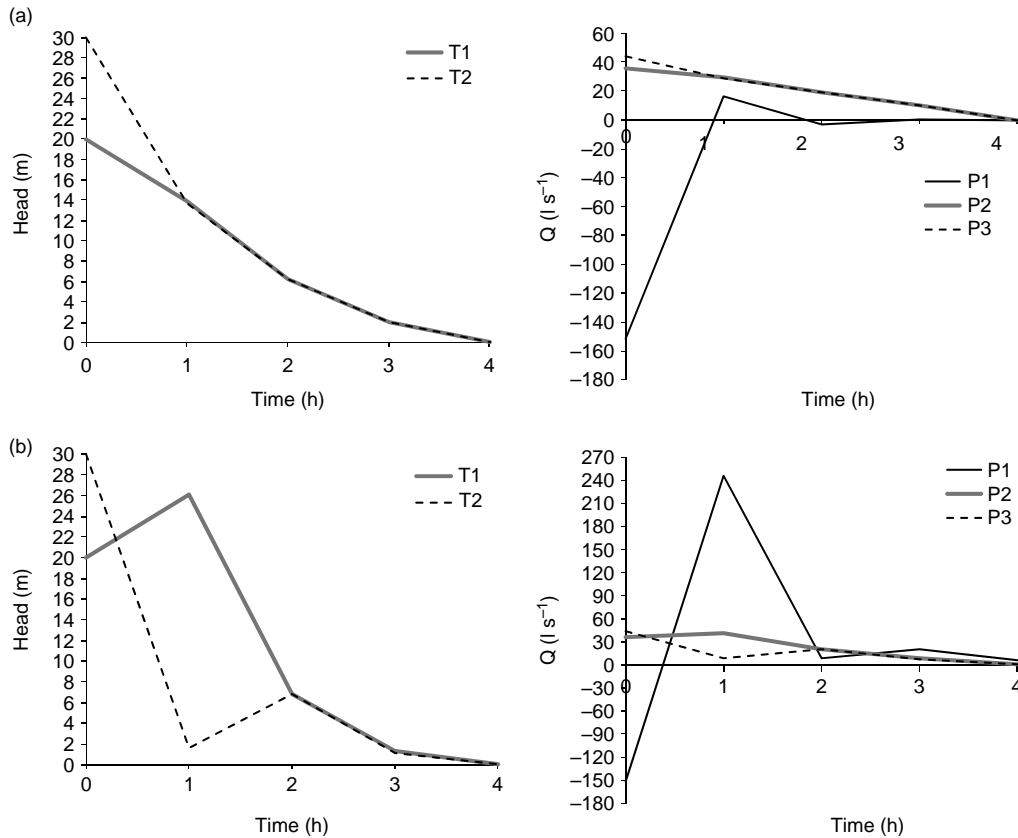 (a)
30
28
26
24
22
20
18
16
14
12
10
8
6
4
2
0
Head (m)
T1
T2
0 1 2 3 4
Time (h)
60
40
20
0
–20
–40
–60
–80
–100
–120
–140
–160
–180
Q (l s–1)
0 1 2 3 4
P1
P2
P3
Time (h)
(b)
30
28
26
24
22
20
18
16
14
12
10
8
6
4
2
0
Head (m)
T1
T2
0 1 2 3 4
Time (h)
270
240
210
180
150
120
90
60
30
0
–30
–60
–90
–120
–150
–180
Q (l s–1)
P1
P2
P3
0 1 2 3 4
Time (h)